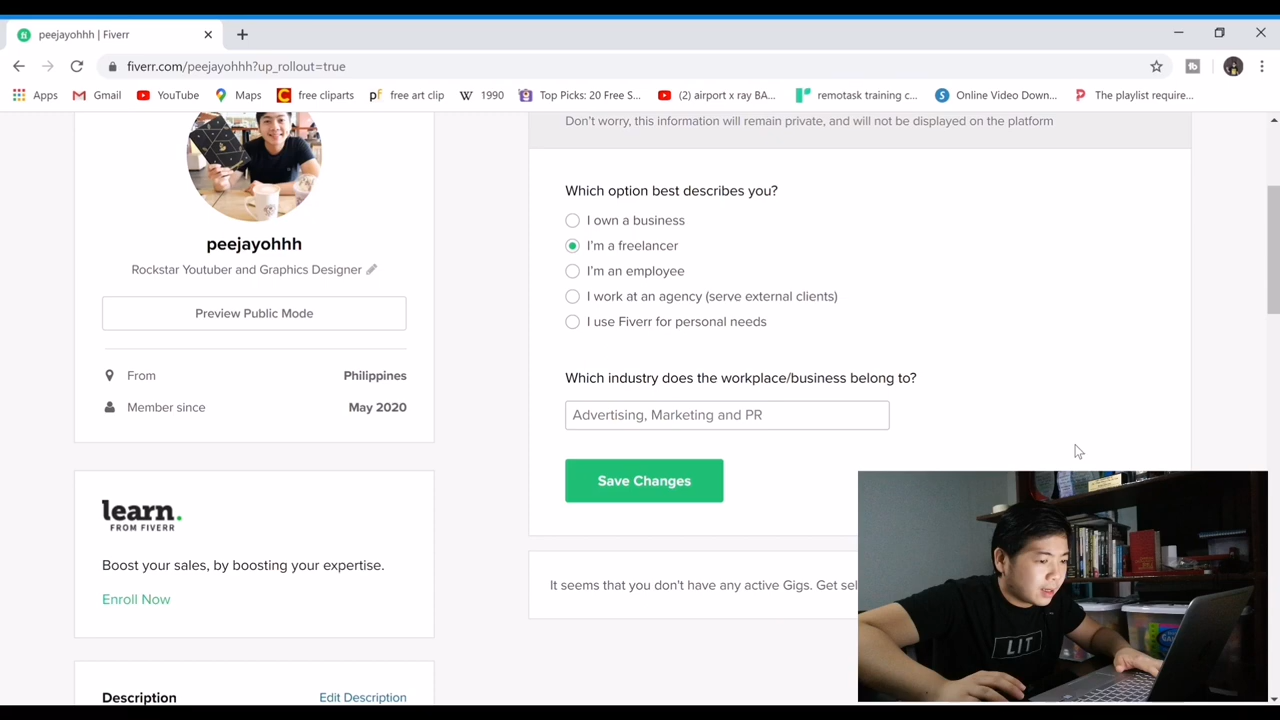 peejayohhh | Fiverr
fiverr.com/peejayohhh?up_rollout=true
Apps Gmail YouTube Maps free cliparts free art clip 1990 Top Picks: 20 Free S... (2) airport x ray BA... remotask training c... Online Video Down... The playlist require...
Don't worry, this information will remain private, and will not be displayed on the platform
Which option best describes you?
I own a business
I'm a freelancer
I'm an employee
I work at an agency (serve external clients)
I use Fiverr for personal needs
Which industry does the workplace/business belong to?
Advertising, Marketing and PR
Save Changes
It seems that you don't have any active Gigs. Get sel
peejayohhh
Rockstar Youtuber and Graphics Designer
Preview Public Mode
From Philippines
Member since May 2020
learn.
FROM FIVERR
Boost your sales, by boosting your expertise.
Enroll Now
Description Edit Description
LIT